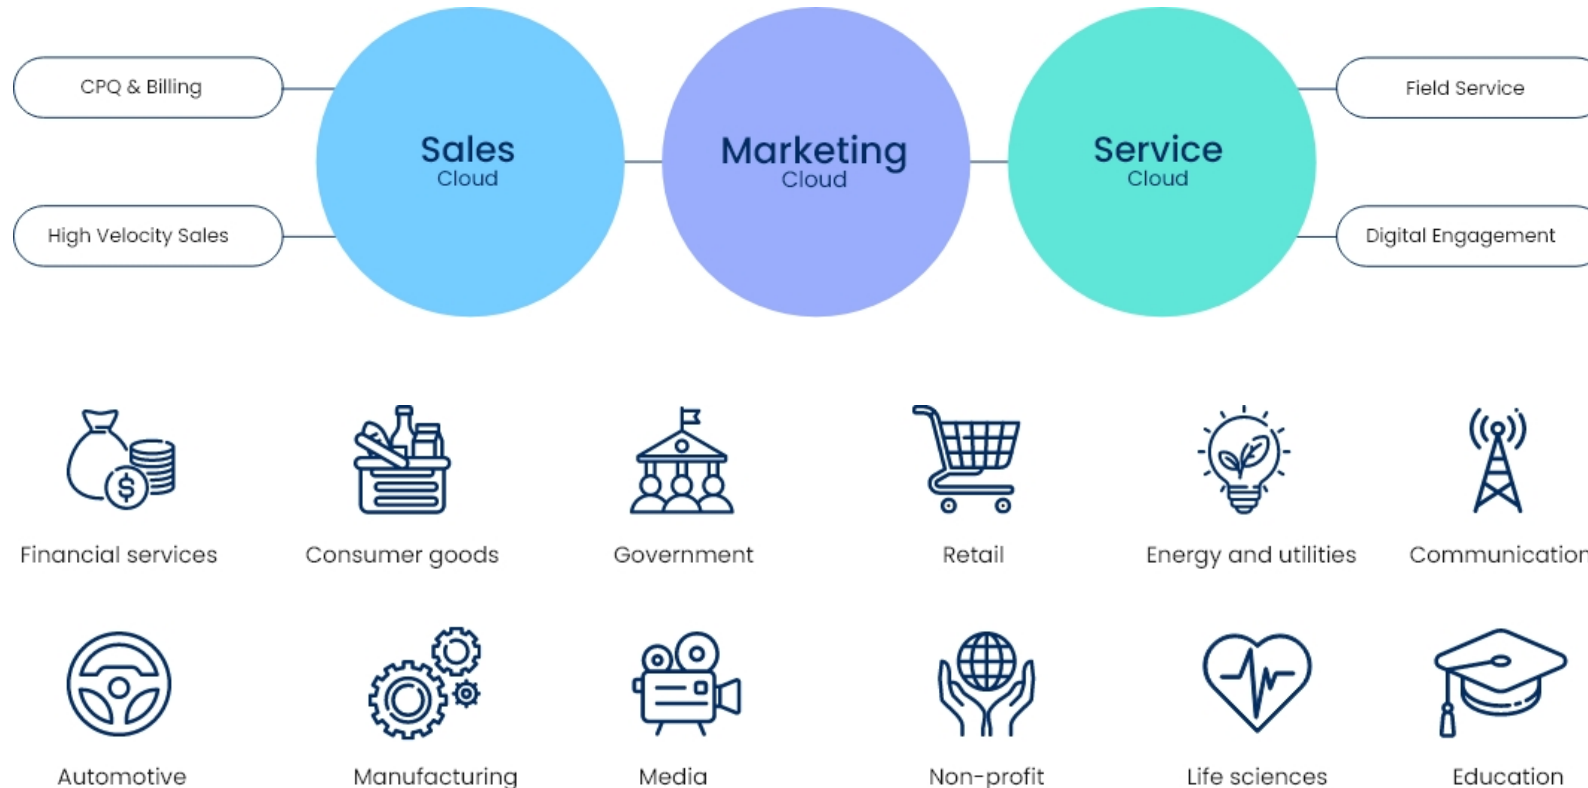 CPQ & Billing
High Velocity Sales
Sales
Cloud
Marketing
Cloud
Service
Cloud
Field Service
Digital Engagement
$
Financial services
Consumer goods
Government
Retail
Energy and utilities
Communication
Automotive
Manufacturing
Media
Non-profit
Life sciences
Education